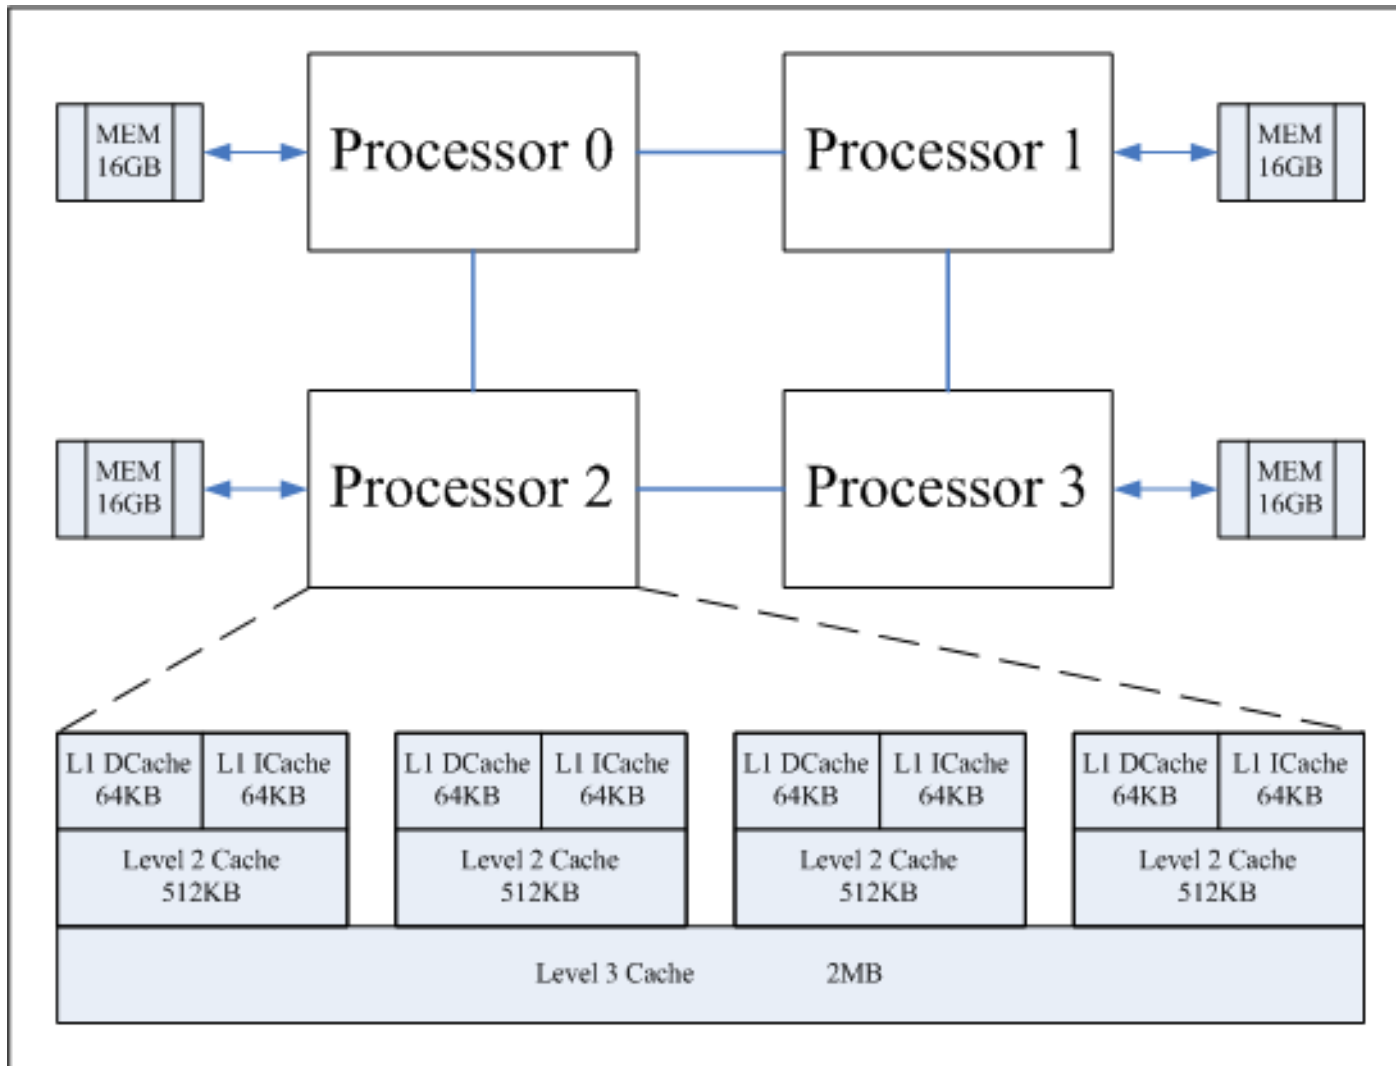 MEM
16GB
Processor 0
Processor 1
MEM
16GB
MEM
16GB
Processor 2
Processor 3
MEM
16GB
L1 DCache
64KB
L1 ICache
64KB
L1 DCache
64KB
L1 ICache
64KB
L1 DCache
64KB
L1 ICache
64KB
L1 DCache
64KB
L1 ICache
64KB
Level 2 Cache
512KB
Level 2 Cache
512KB
Level 2 Cache
512KB
Level 2 Cache
512KB
Level 3 Cache 2MB